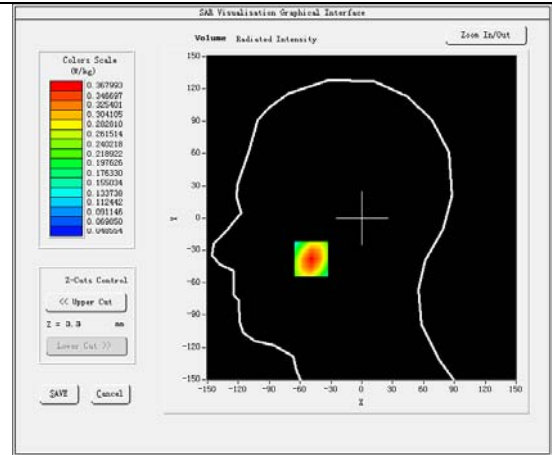 SAR Visualisation Graphical Interface
Volume Radiated Intensity
Zoom In/Out
Colors Scale
(W/kg)
0.367993
0.346697
0.325401
0.304105
0.282810
0.261514
0.240218
0.218922
0.197626
0.176330
0.155034
0.133738
0.112442
0.091146
0.069850
0.048554
150
120
90
60
30
0
-30
-60
-90
-120
-150
Y
-150 -120 -90 -60 -30 0 30 60 90 120 150
X
Z-Cuts Control
<< Upper Cut
Z = 3.3 mm
Lower Cut >>
SAVE Cancel